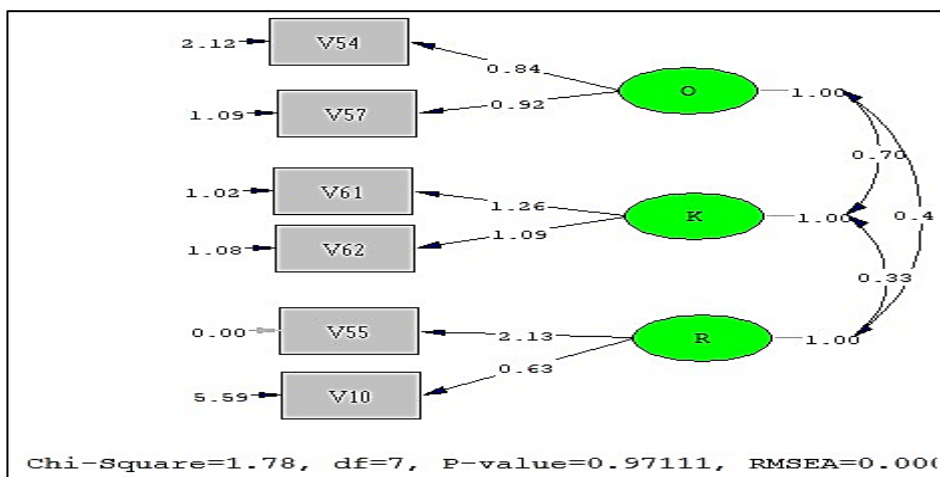 2.12 V54
0.84
O 1.00
1.09 V57
0.92
0.70
1.02 V61
1.26
K 1.00
0.4
1.08 V62
1.09
0.33
0.00 V55
2.13
R 1.00
0.63
5.59 V10
Chi-Square=1.78, df=7, P-value=0.97111, RMSEA=0.000